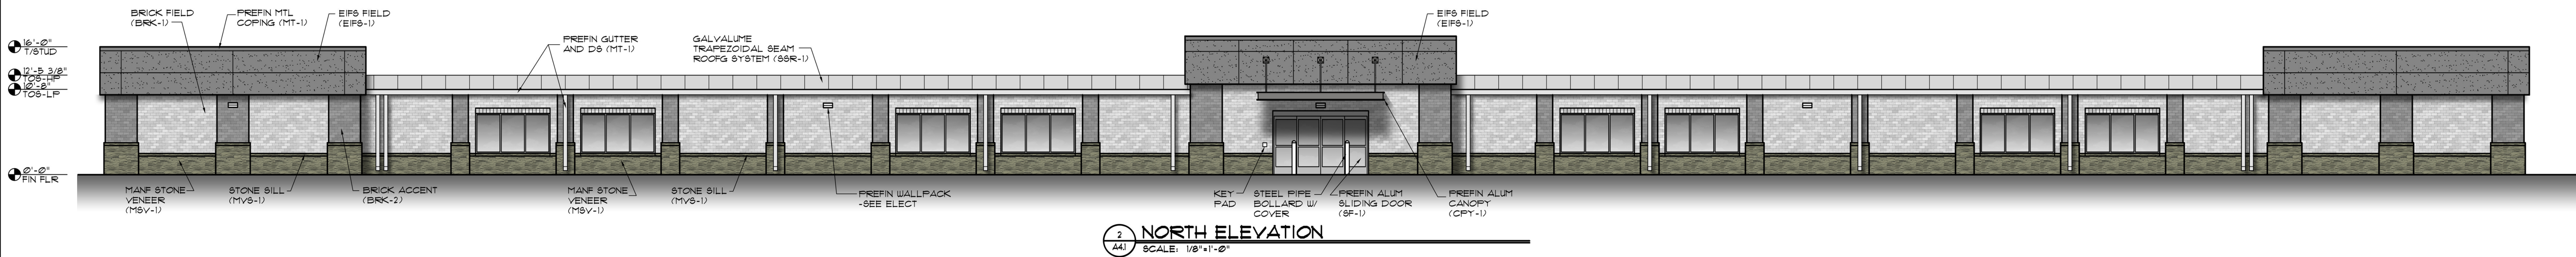 BRICK FIELD
(BRK-1)
PREFIN MTL
COPING (MT-1)
EIFS FIELD
(EIFS-1)
PREFIN GUTTER
AND DS (MT-1)
GALVALUME
TRAPEZOIDAL SEAM
ROOFG SYSTEM (SSR-1)
EIFS FIELD
(EIFS-1)
16'-0"
T/STUD
12'-5 3/8"
TOS-HP
10'-8"
TOS-LP
0'-0"
FIN FLR
MANF STONE
VENEER
(MSV-1)
STONE SILL
(MVS-1)
BRICK ACCENT
(BRK-2)
MANF STONE
VENEER
(MSV-1)
STONE SILL
(MVS-1)
PREFIN WALLPACK
-SEE ELECT
KEY
PAD
STEEL PIPE
BOLLARD W/
COVER
PREFIN ALUM
SLIDING DOOR
(SF-1)
PREFIN ALUM
CANOPY
(CPY-1)
2
A4.1
NORTH ELEVATION
SCALE: 1/8"=1'-0"